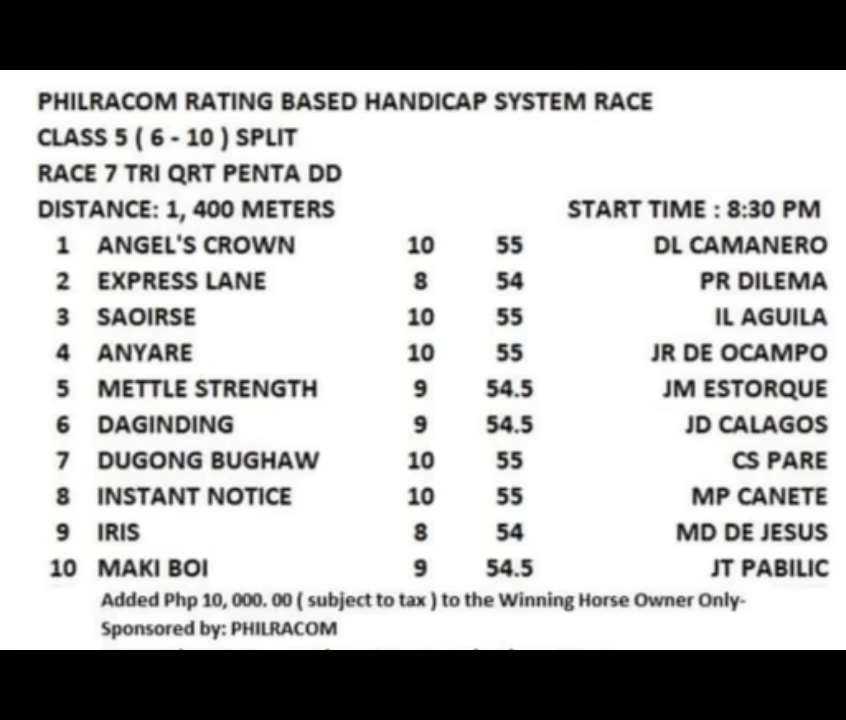 PHILRACOM RATING BASED HANDICAP SYSTEM RACE
CLASS 5 ( 6 - 10 ) SPLIT
RACE 7 TRI QRT PENTA DD
DISTANCE: 1, 400 METERS START TIME : 8:30 PM
1 ANGEL'S CROWN 10 55 DL CAMANERO
2 EXPRESS LANE 8 54 PR DILEMA
3 SAOIRSE 10 55 IL AGUILA
4 ANYARE 10 55 JR DE OCAMPO
5 METTLE STRENGTH 9 54.5 JM ESTORQUE
6 DAGINDING 9 54.5 JD CALAGOS
7 DUGONG BUGHAW 10 55 CS PARE
8 INSTANT NOTICE 10 55 MP CANETE
9 IRIS 8 54 MD DE JESUS
10 MAKI BOI 9 54.5 JT PABILIC
Added Php 10, 000. 00 ( subject to tax ) to the Winning Horse Owner Only-
Sponsored by: PHILRACOM